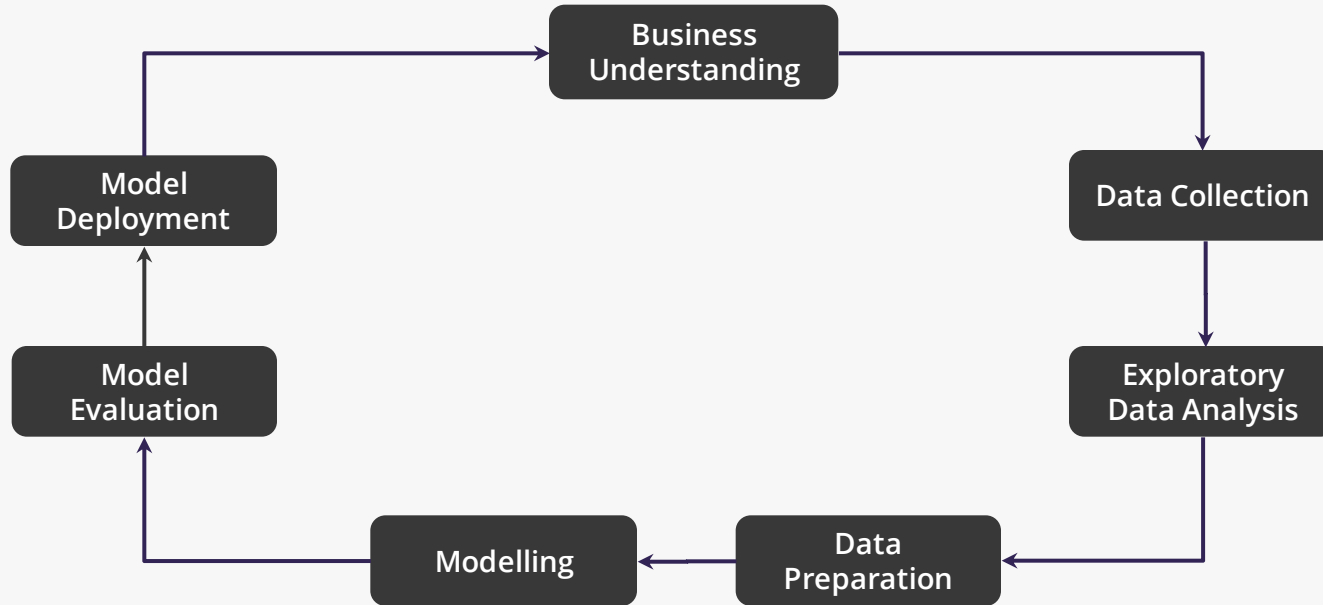 Business
Understanding
Data Collection
Exploratory
Data Analysis
Data
Preparation
Modelling
Model
Evaluation
Model
Deployment